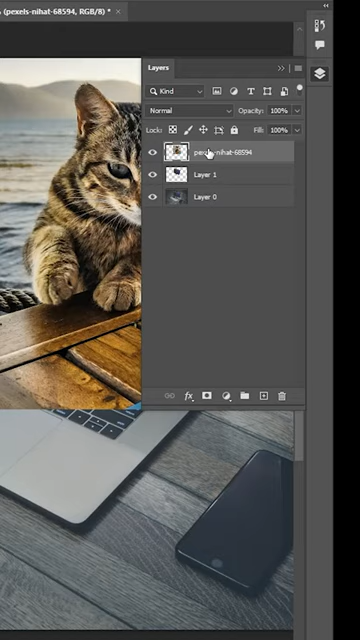 % (pexels-nihat-68594, RGB/8) *
Layers
Kind
Normal
Opacity: 100%
Lock:
Fill: 100%
pexels-nihat-68594
Layer 1
Layer 0
fx